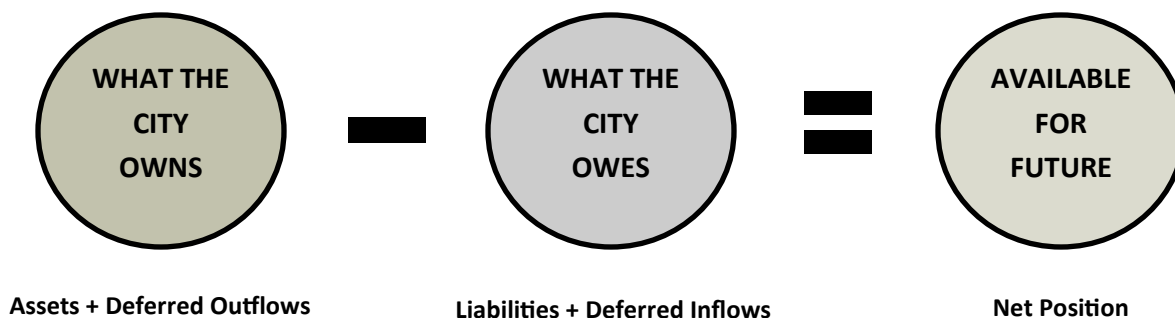 WHAT THE
CITY
OWNS
WHAT THE
CITY
OWES
AVAILABLE
FOR
FUTURE
Assets + Deferred Outflows
Liabilities + Deferred Inflows
Net Position